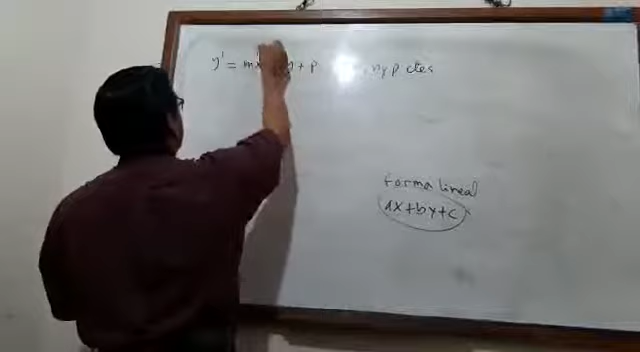 y' = mx y + p , n y p ctes
forma lineal
ax+by+c